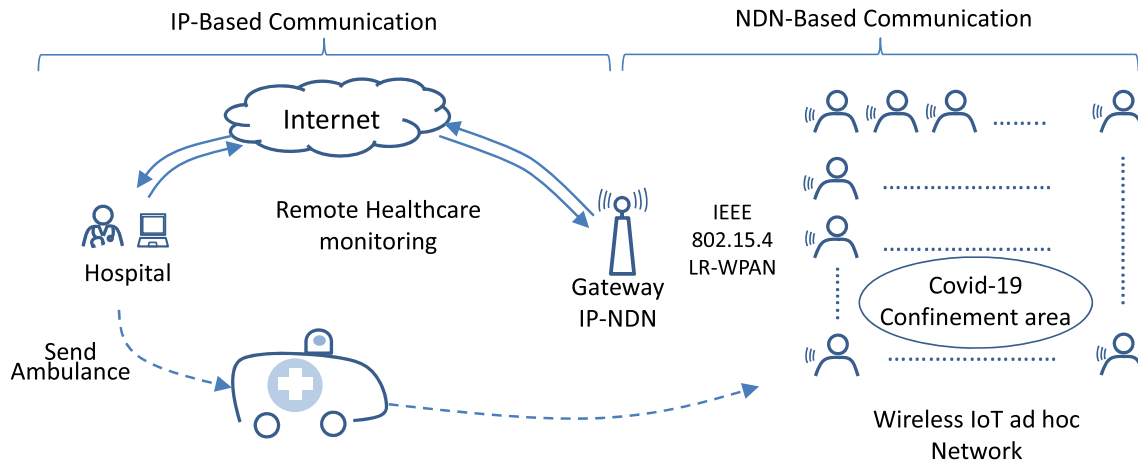 IP-Based Communication
NDN-Based Communication
Internet
Remote Healthcare
monitoring
Hospital
Gateway
IP-NDN
IEEE
802.15.4
LR-WPAN
Covid-19
Confinement area
Send
Ambulance
Wireless IoT ad hoc
Network